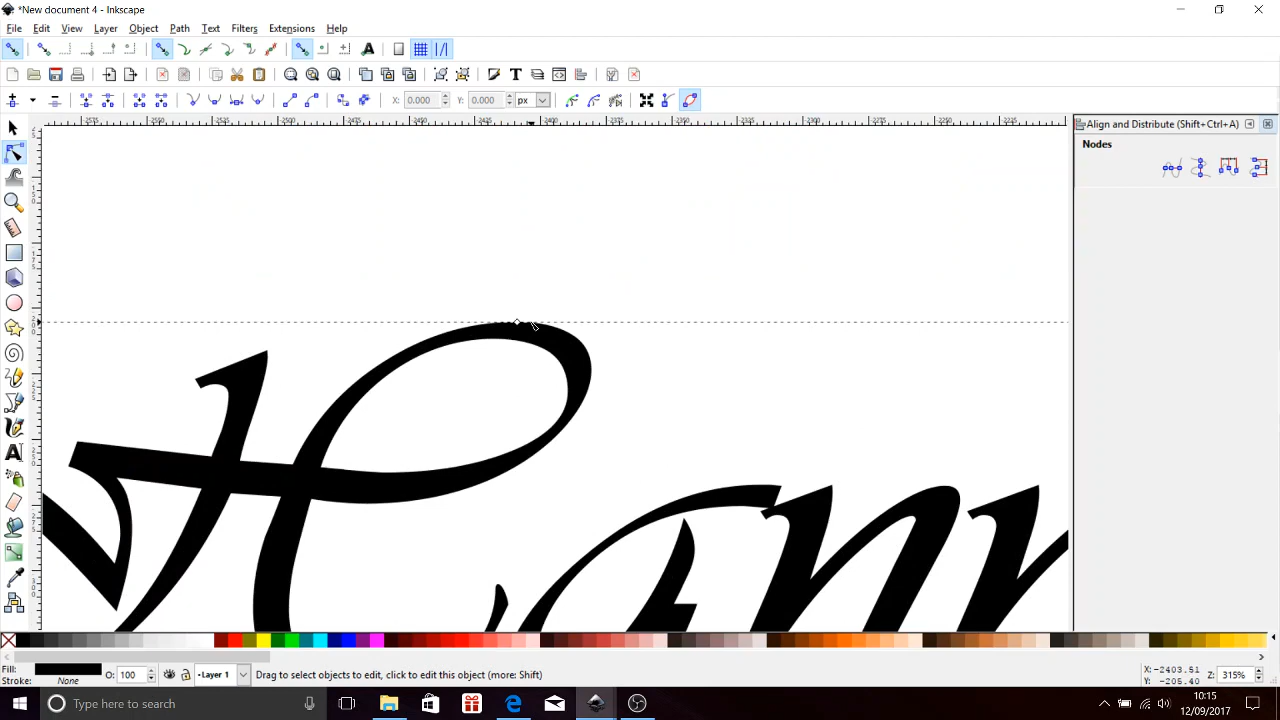 *New document 4 - Inkscape
File Edit View Layer Object Path Text Filters Extensions Help
X: 0.000 Y: 0.000 px
Align and Distribute (Shift+Ctrl+A)
Nodes
Fill:
Stroke: None
O: 100
Layer 1
Drag to select objects to edit, click to edit this object (more: Shift)
X: -2403.51
Y: -205.40
Z: 315%
Type here to search
10:15
12/09/2017